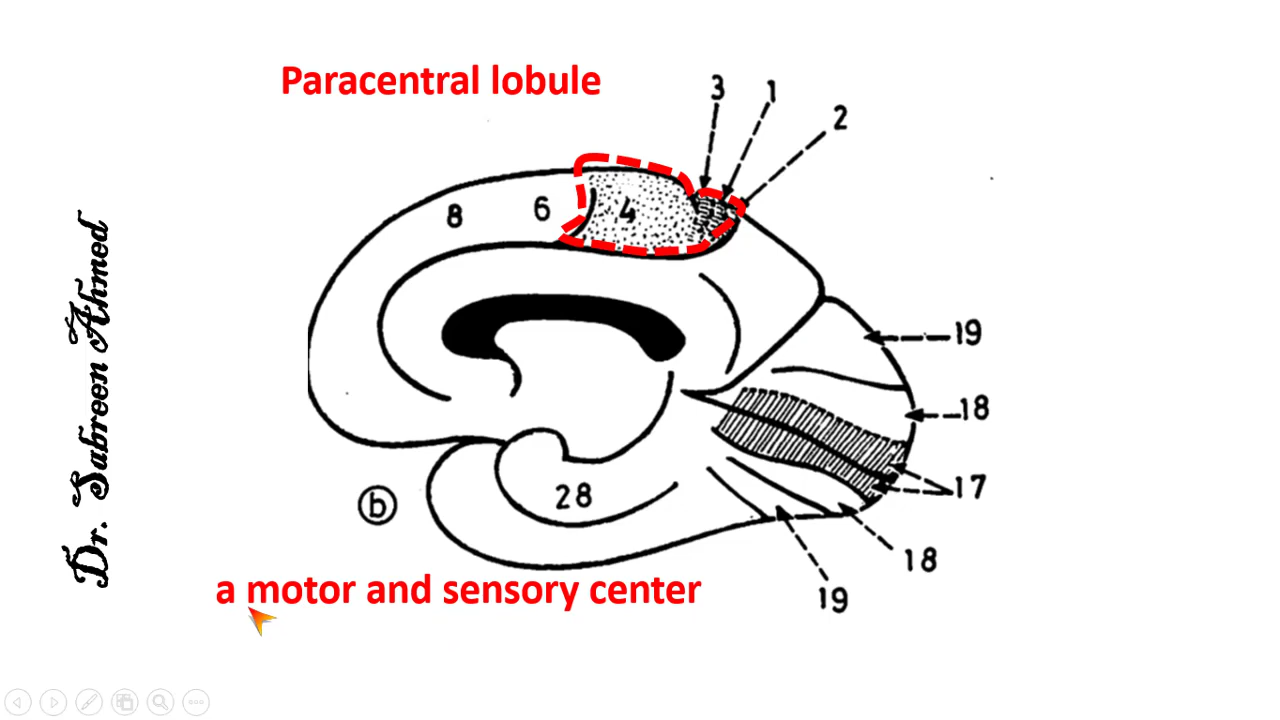 Paracentral lobule
3 1 2
8 6 4
19
18
17
28
b
18
19
a motor and sensory center
Dr. Sabreen Ahmed